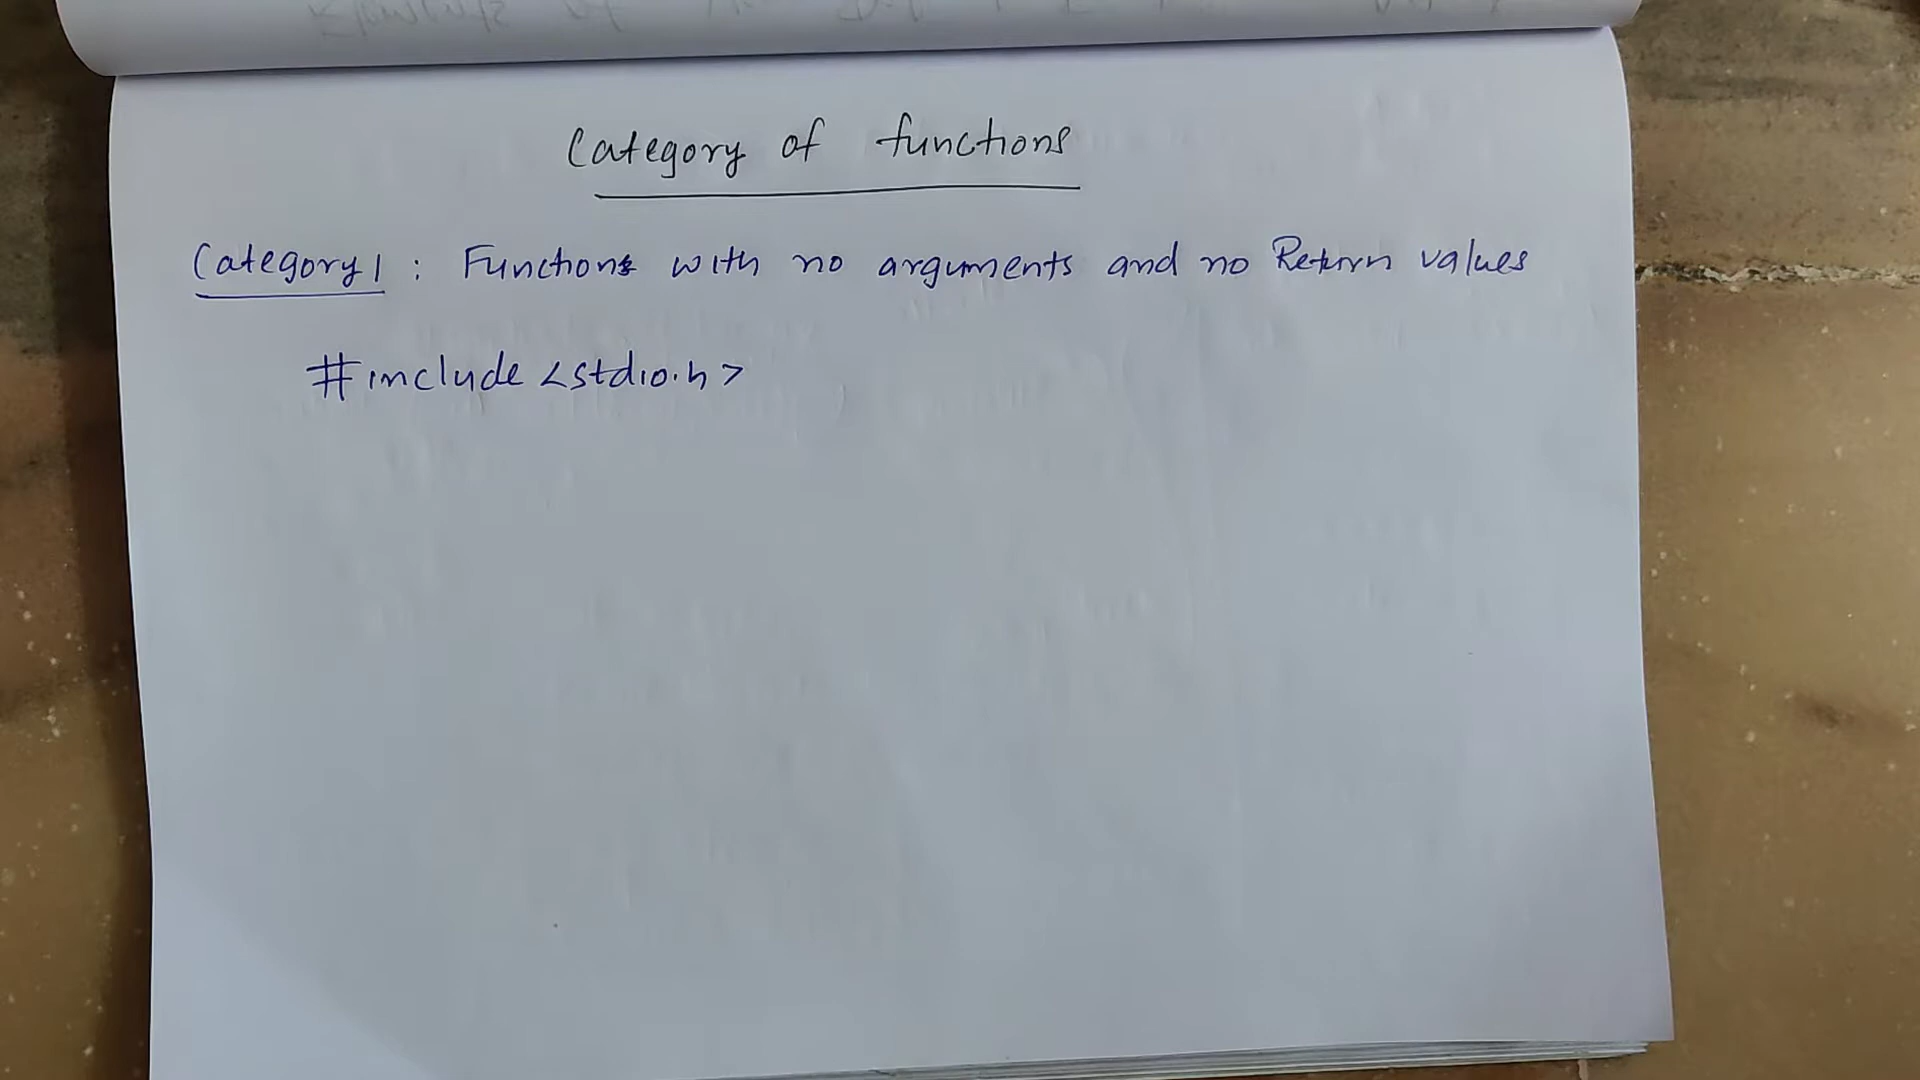 Category of functions
Category 1 : Functions with no arguments and no Return values
#include <stdio.h>